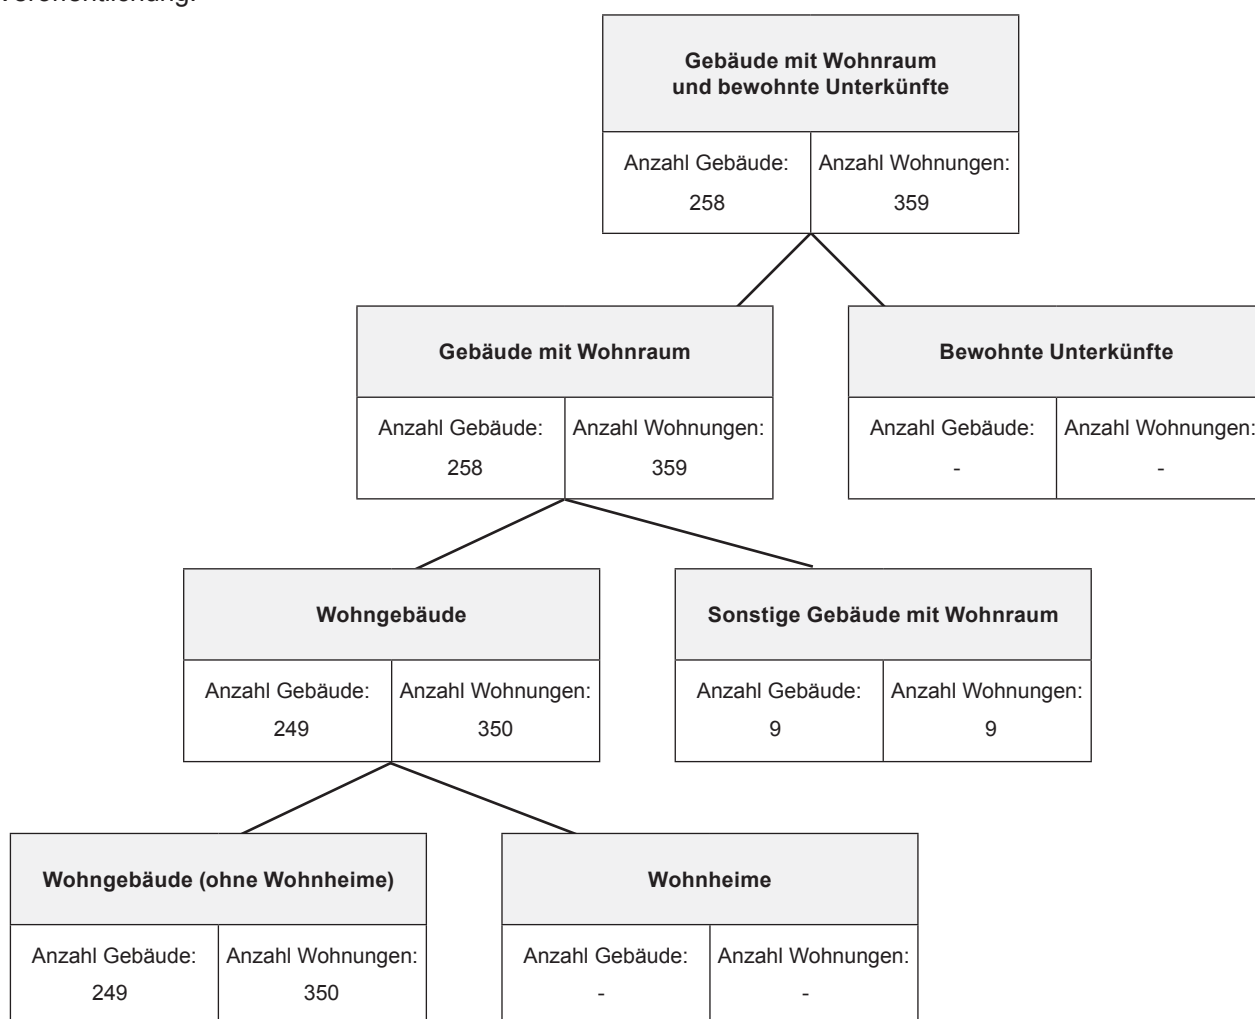 Veröffentlichung.
Gebäude mit Wohnraum
und bewohnte Unterkünfte
Anzahl Gebäude: Anzahl Wohnungen:
258 359
Gebäude mit Wohnraum Bewohnte Unterkünfte
Anzahl Gebäude: Anzahl Wohnungen: Anzahl Gebäude: Anzahl Wohnungen:
258 359 - -
Wohngebäude Sonstige Gebäude mit Wohnraum
Anzahl Gebäude: Anzahl Wohnungen: Anzahl Gebäude: Anzahl Wohnungen:
249 350 9 9
Wohngebäude (ohne Wohnheime) Wohnheime
Anzahl Gebäude: Anzahl Wohnungen: Anzahl Gebäude: Anzahl Wohnungen:
249 350 - -